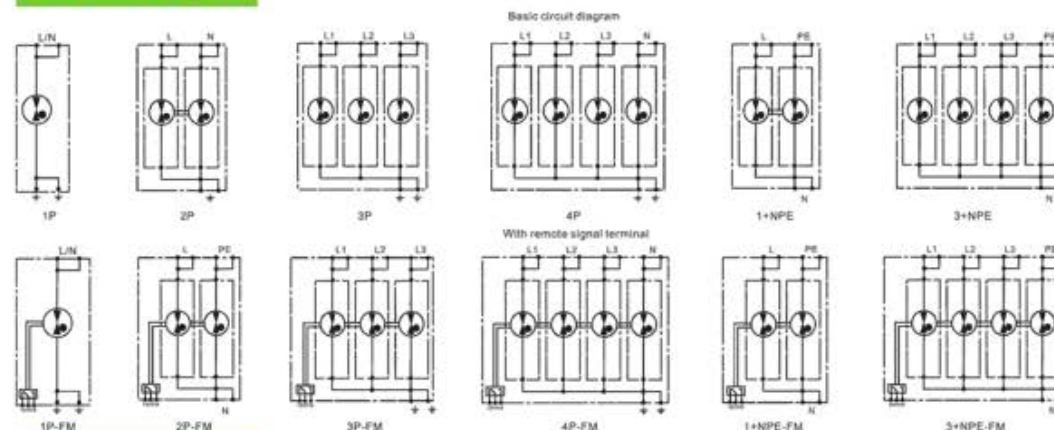 Basic circuit diagram
L/N L N L1 L2 L3 L1 L2 L3 N L PE L1 L2 L3 PE
N N
1P 2P 3P 4P 1+NPE 3+NPE
With remote signal terminal
L/N L PE L1 L2 L3 L1 L2 L3 N L PE L1 L2 L3 PE
N N N
1P-FM 2P-FM 3P-FM 4P-FM 1+NPE-FM 3+NPE-FM